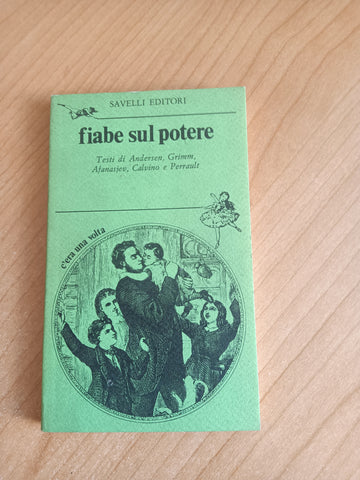 SAVELLI EDITORI
fiabe sul potere
Testi di Andersen, Grimm,
Afanasjev, Calvino e Perrault
c'era una volta